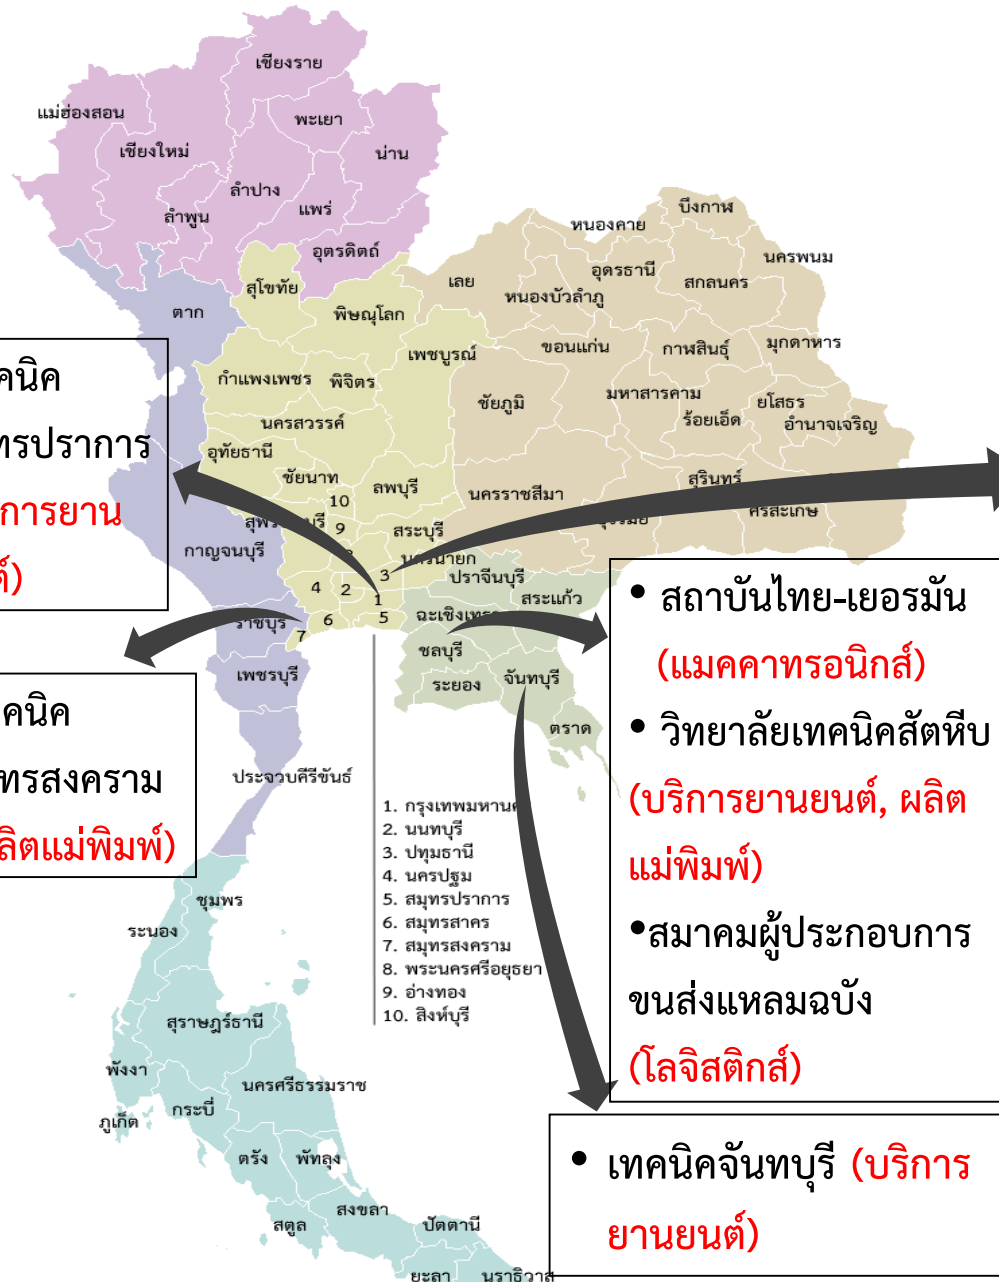 เชียงราย
แม่ฮ่องสอน
พะเยา
เชียงใหม่
น่าน
ลำปาง
ลำพูน
แพร่
อุตรดิตถ์
บึงกาฬ
หนองคาย
นครพนม
เลย
อุดรธานี
สกลนคร
หนองบัวลำภู
สุโขทัย
ตาก
พิษณุโลก
เพชบูรณ์
ขอนแก่น
กาฬสินธุ์
มุกดาหาร
กำแพงเพชร
พิจิตร
ชัยภูมิ
มหาสารคาม
ยโสธร
ร้อยเอ็ด
อำนาจเจริญ
นครสวรรค์
อุทัยธานี
ชัยนาท
ลพบุรี
นครราชสีมา
สุรินทร์
ศรสะเกษ
10
9
สระบุรี
กาญจนบุรี
นครนายก
3
ปราจีนบุรี
4
2
1
สระแก้ว
5
6
7
ราชบุรี
ชลบุรี
เพชรบุรี
ระยอง
จันทบุรี
ตราด
ประจวบคีรีขันธ์
คนิค
ทรปราการ
การยาน
ต์)
คนิค
ทรสงคราม
ลิตแม่พิมพ์)
• สถาบันไทย-เยอรมัน
(แมคคาทรอนิกส์)
• วิทยาลัยเทคนิคสัตหีบ
(บริการยานยนต์, ผลิต
แม่พิมพ์)
•สมาคมผู้ประกอบการ
ขนส่งแหลมฉบัง
(โลจิสติกส์)
• เทคนิคจันทบุรี (บริการ
ยานยนต์)
1. กรุงเทพมหานค
2. นนทบุรี
3. ปทุมธานี
4. นครปฐม
5. สมุทรปราการ
6. สมุทรสาคร
7. สมุทรสงคราม
8. พระนครศรีอยุธยา
9. อ่างทอง
10. สิงห์บุรี
ชุมพร
ระนอง
สุราษฎร์ธานี
พังงา
นครศรีธรรมราช
กระบี่
ภูเก็ต
ตรัง
พัทลุง
สงขลา
สตูล
ปัตตานี
ยะลา
นราธิวาส